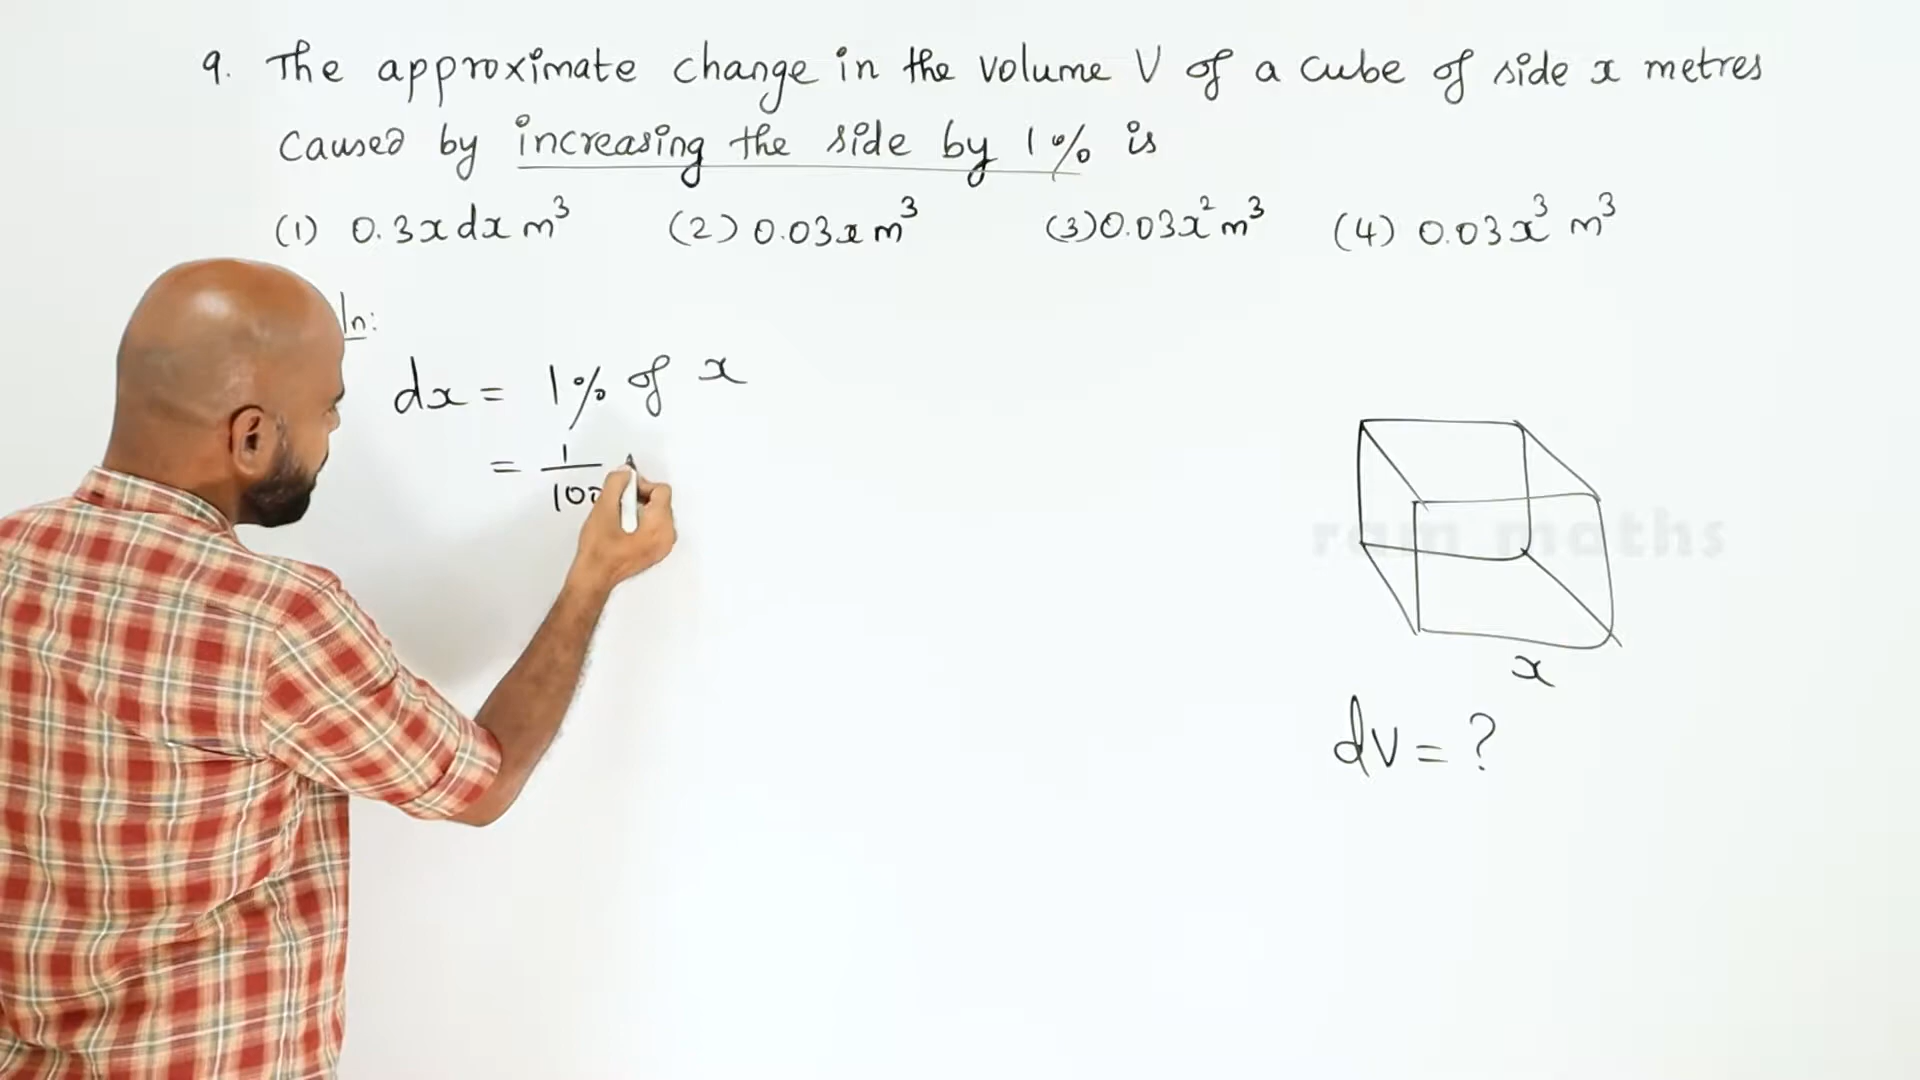 9. The approximate change in the volume V of a cube of side x metres
caused by increasing the side by 1% is
(1) 0.3xdx m³ (2) 0.03x m³ (3) 0.03x² m³ (4) 0.03x³ m³
ln:
dx = 1% of x
= 1/100
ram maths
x
dV = ?